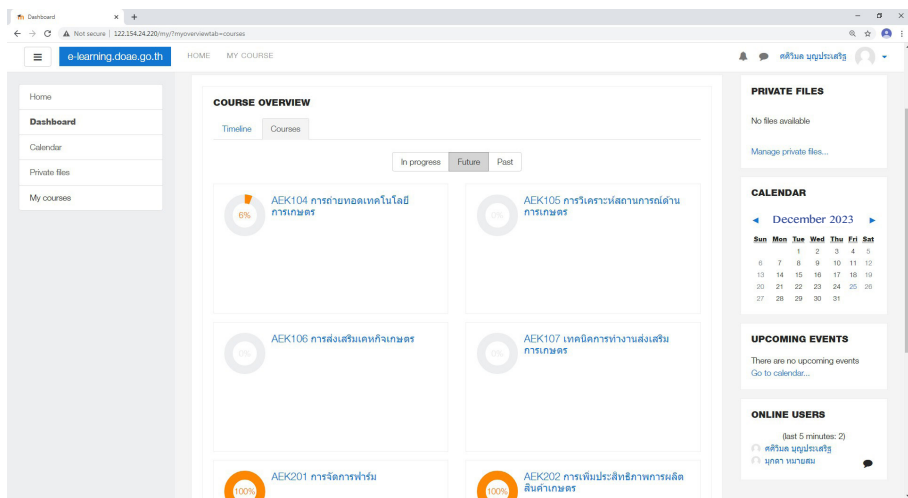 Dashboard
Not secure | 122.154.24.220/my/?myoverviewtab=courses
e-learning.doae.go.th
HOME
MY COURSE
ศศิวิมล บุญประเสริฐ
Home
Dashboard
Calendar
Private files
My courses
COURSE OVERVIEW
Timeline
Courses
In progress
Future
Past
6%
AEK104 การถ่ายทอดเทคโนโลยี
การเกษตร
0%
AEK105 การวิเคราะห์สถานการณ์ด้าน
การเกษตร
0%
AEK106 การส่งเสริมเคหกิจเกษตร
0%
AEK107 เทคนิคการทำงานส่งเสริม
การเกษตร
100%
AEK201 การจัดการฟาร์ม
100%
AEK202 การเพิ่มประสิทธิภาพการผลิต
สินค้าเกษตร
PRIVATE FILES
No files available
Manage private files...
CALENDAR
◄ December 2023 ►
Sun Mon Tue Wed Thu Fri Sat
1 2 3 4 5
6 7 8 9 10 11 12
13 14 15 16 17 18 19
20 21 22 23 24 25 26
27 28 29 30 31
UPCOMING EVENTS
There are no upcoming events
Go to calendar...
ONLINE USERS
(last 5 minutes: 2)
ศศิวิมล บุญประเสริฐ
มุกดา หมายสม